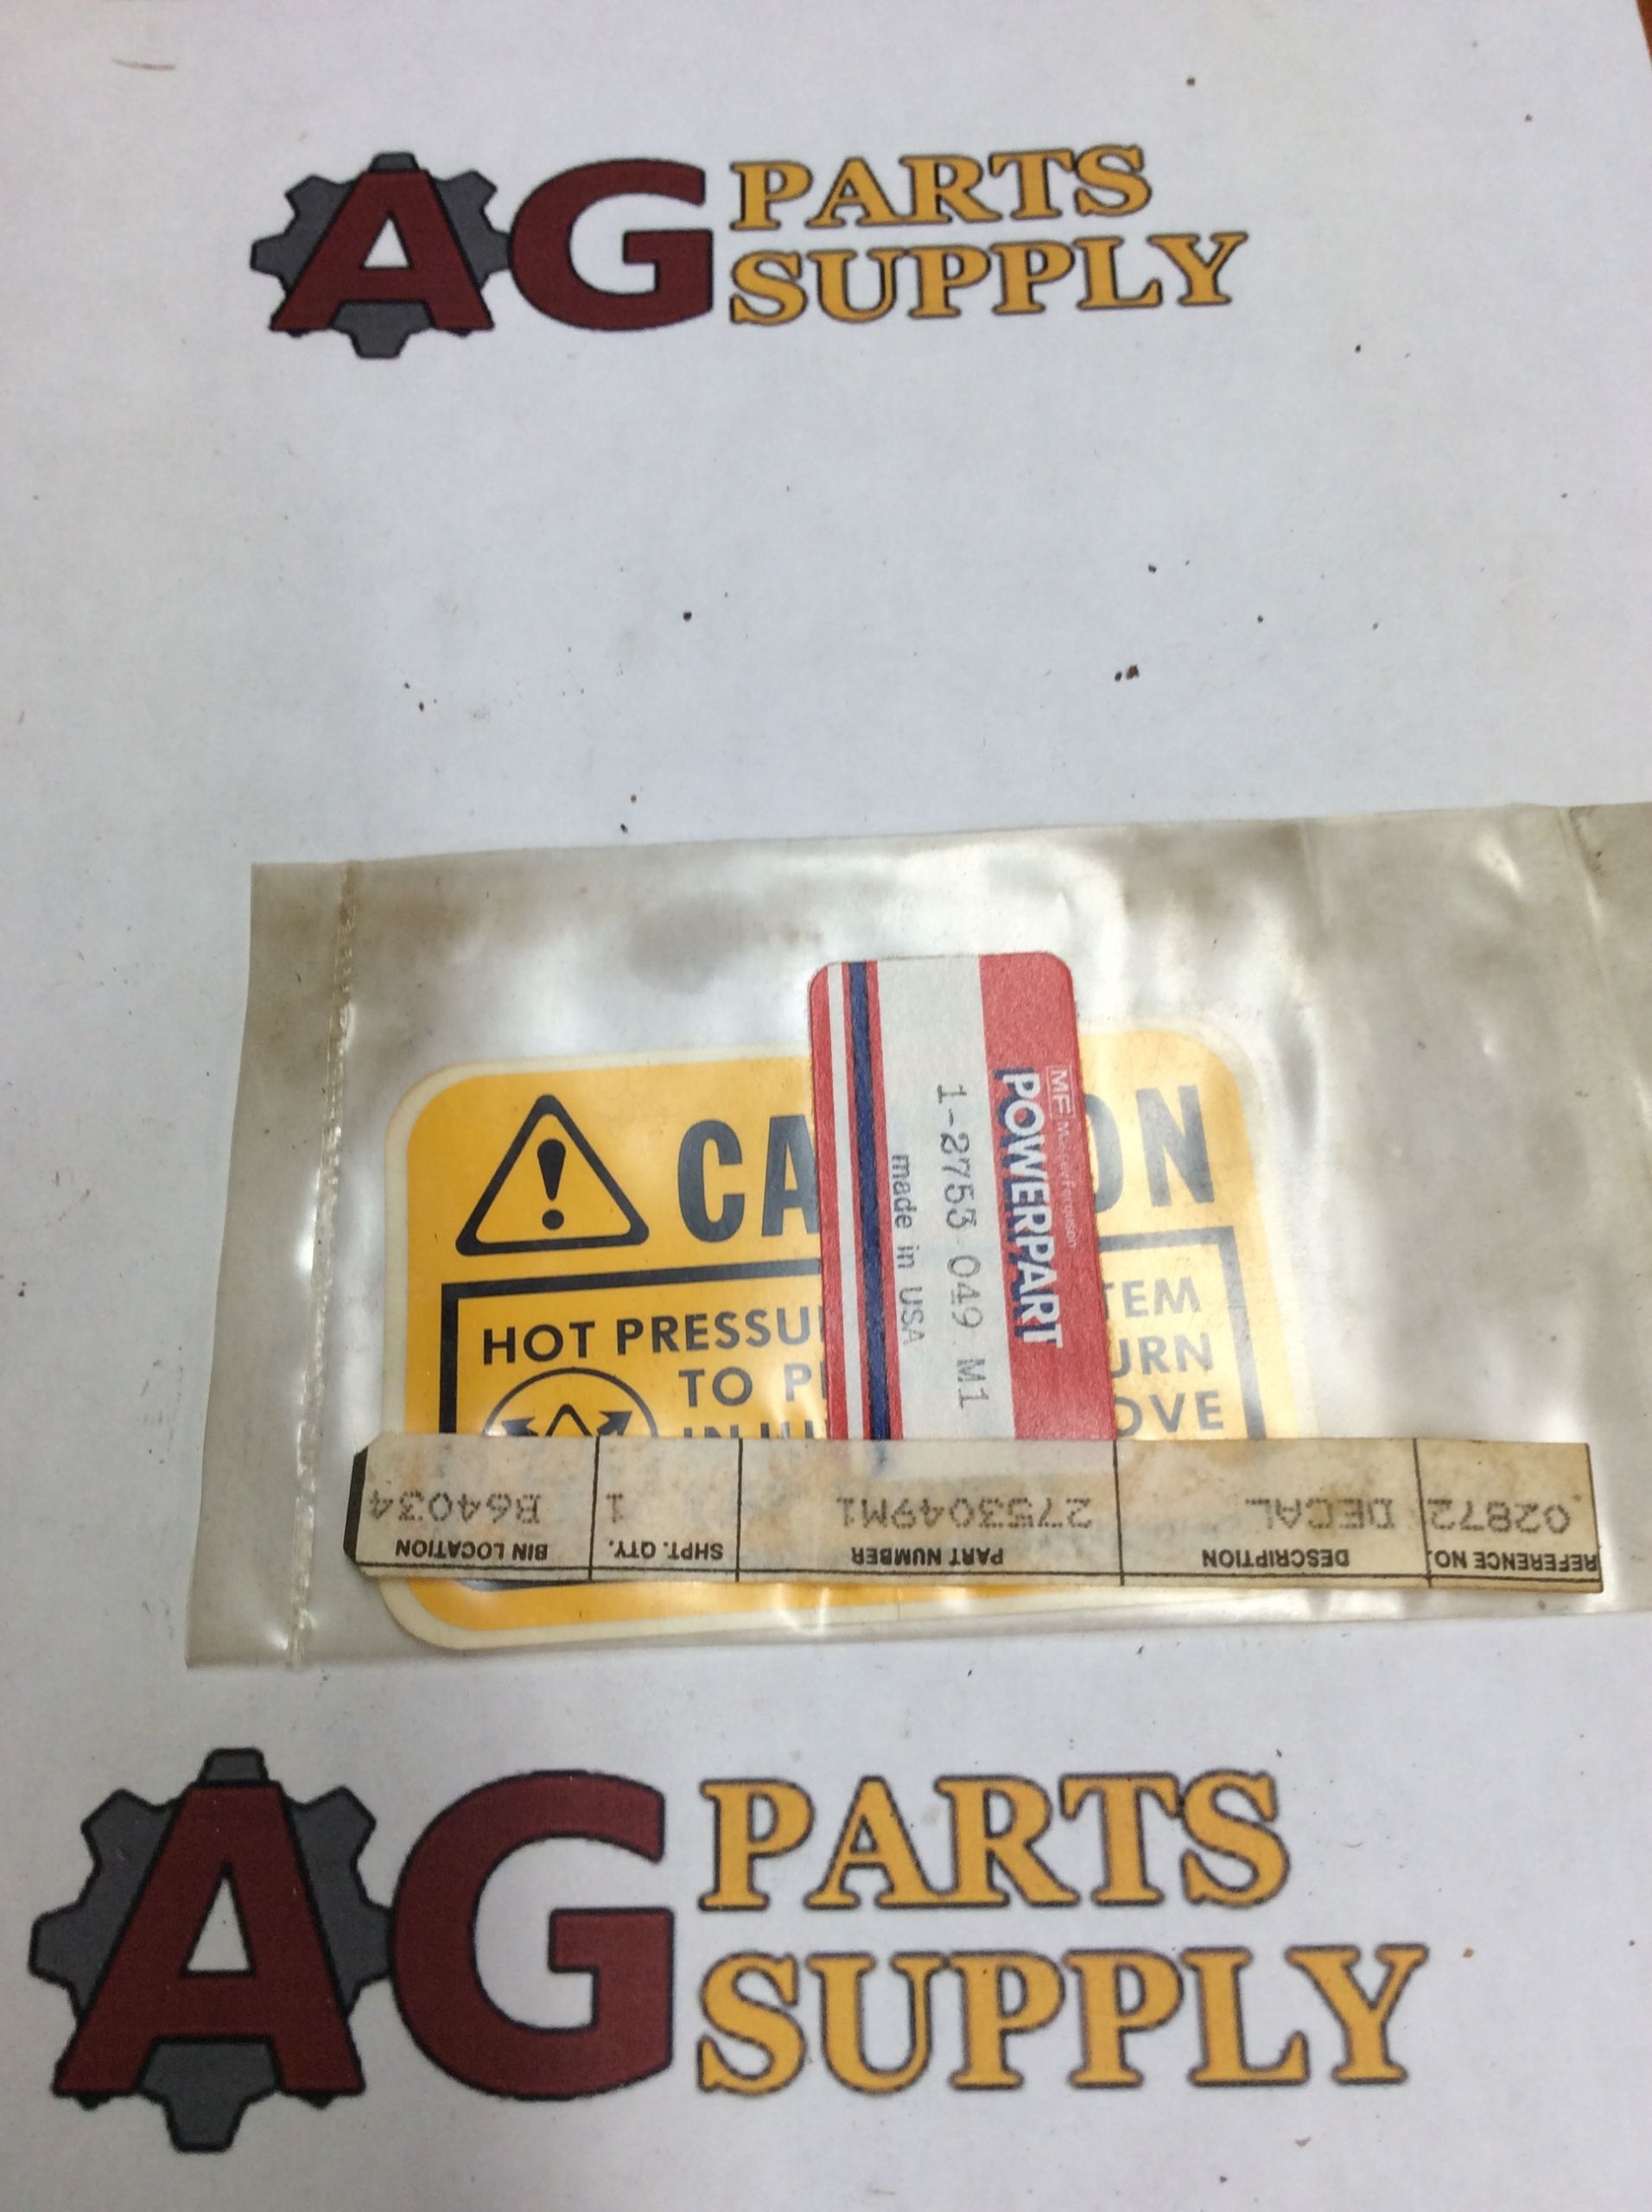 AG PARTS
SUPPLY
CA ON
HOT PRESSU TEM
TO P URN
INJU OVE
MF Massey Ferguson
POWERPART
1-2753 049 M1
made in USA
REFERENCE NO. DESCRIPTION PART NUMBER SHPT. QTY. BIN LOCATION
02872 DECAL 2753049M1 1 B64034
AG PARTS
SUPPLY